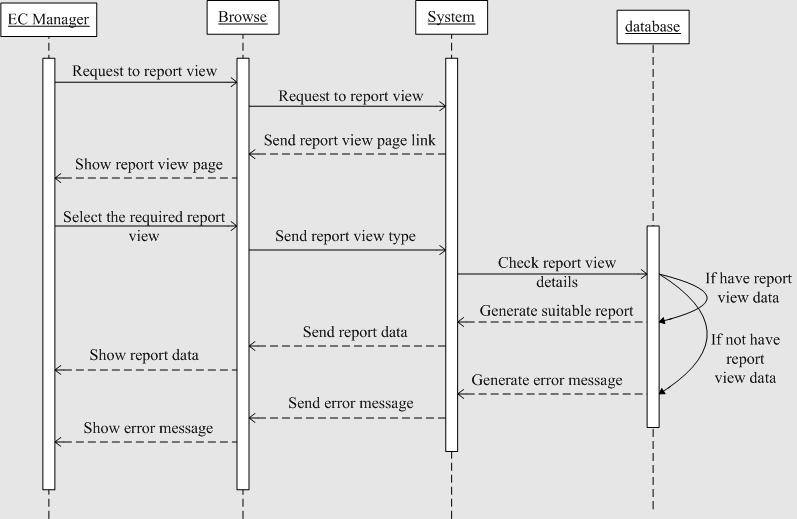 EC Manager
Browse
System
database
Request to report view
Request to report view
Send report view page link
Show report view page
Select the required report
view
Send report view type
Check report view
details
If have report
view data
Generate suitable report
Send report data
If not have
report
view data
Show report data
Generate error message
Send error message
Show error message